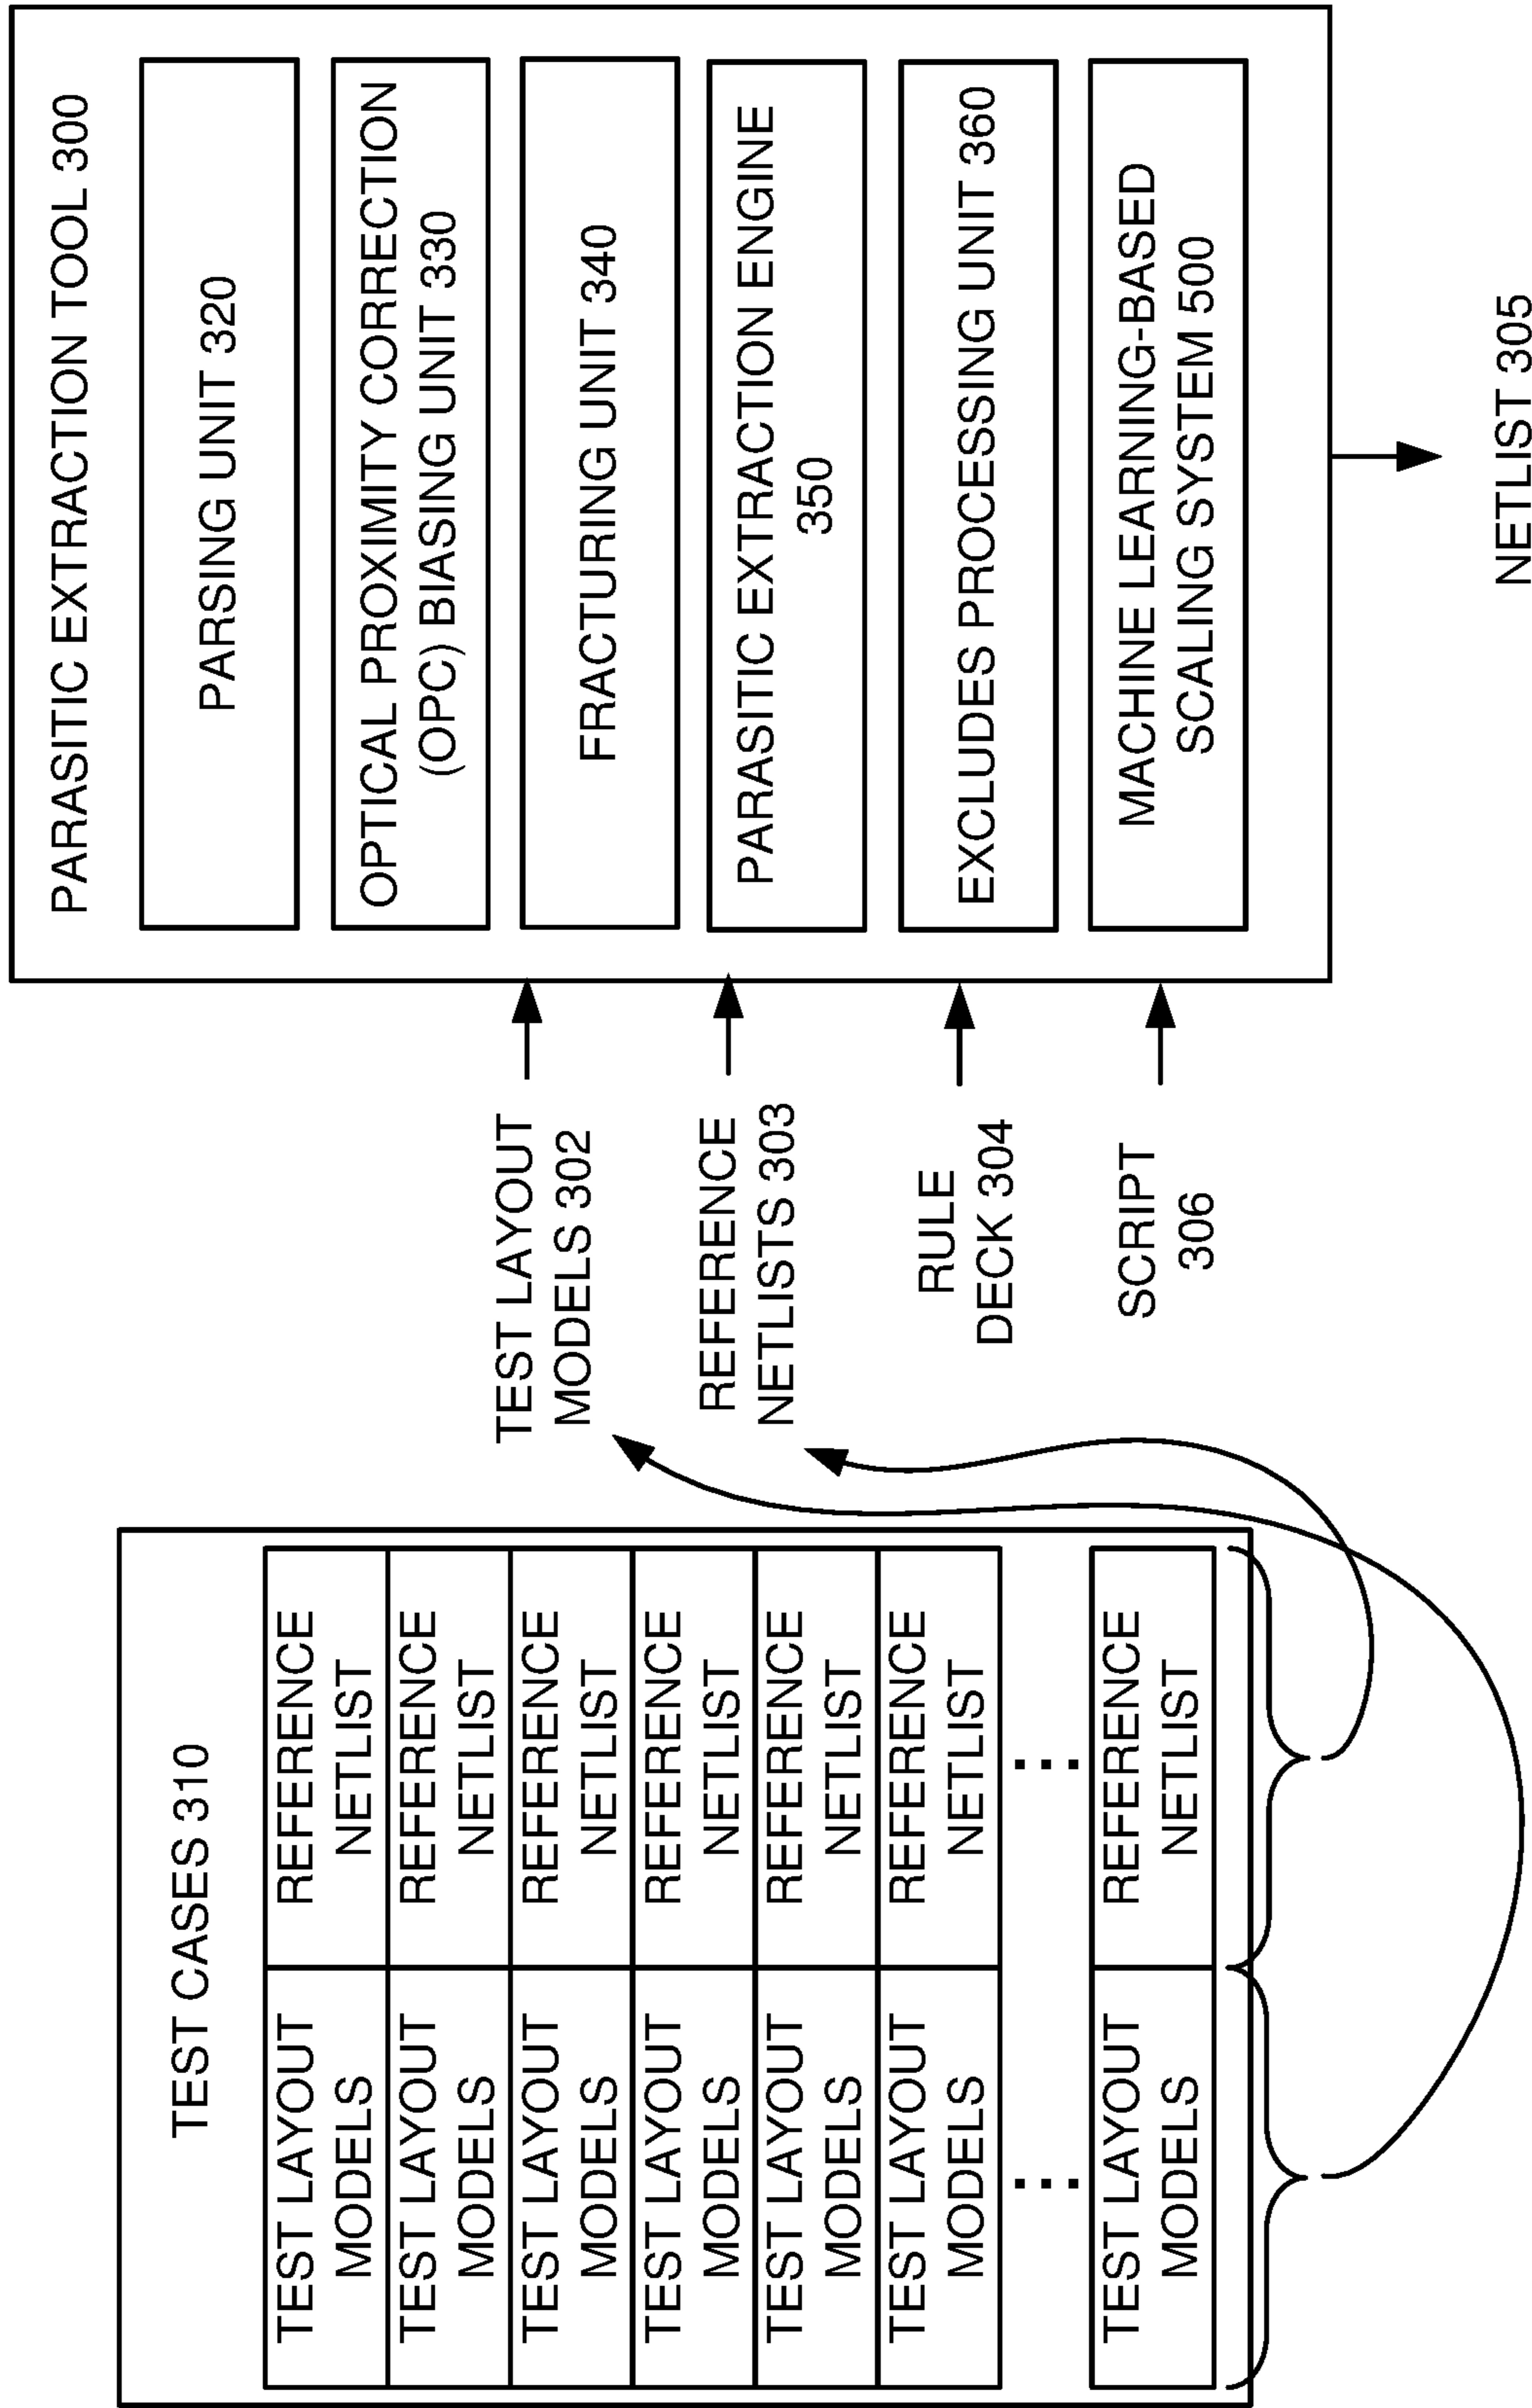 TEST CASES 310
TEST LAYOUT
MODELS
REFERENCE
NETLIST
TEST LAYOUT
MODELS
REFERENCE
NETLIST
TEST LAYOUT
MODELS
REFERENCE
NETLIST
TEST LAYOUT
MODELS
REFERENCE
NETLIST
TEST LAYOUT
MODELS
REFERENCE
NETLIST
TEST LAYOUT
MODELS
REFERENCE
NETLIST
...
...
TEST LAYOUT
MODELS
REFERENCE
NETLIST
TEST LAYOUT
MODELS 302
REFERENCE
NETLISTS 303
RULE
DECK 304
SCRIPT
306
PARASITIC EXTRACTION TOOL 300
PARSING UNIT 320
OPTICAL PROXIMITY CORRECTION
(OPC) BIASING UNIT 330
FRACTURING UNIT 340
PARASITIC EXTRACTION ENGINE
350
EXCLUDES PROCESSING UNIT 360
MACHINE LEARNING-BASED
SCALING SYSTEM 500
NETLIST 305